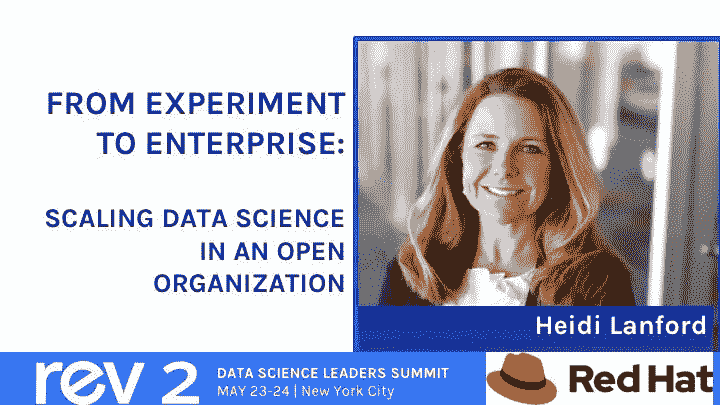 FROM EXPERIMENT
TO ENTERPRISE:
SCALING DATA SCIENCE
IN AN OPEN
ORGANIZATION
Heidi Lanford
rev 2
DATA SCIENCE LEADERS SUMMIT
MAY 23-24 | New York City
Red Hat